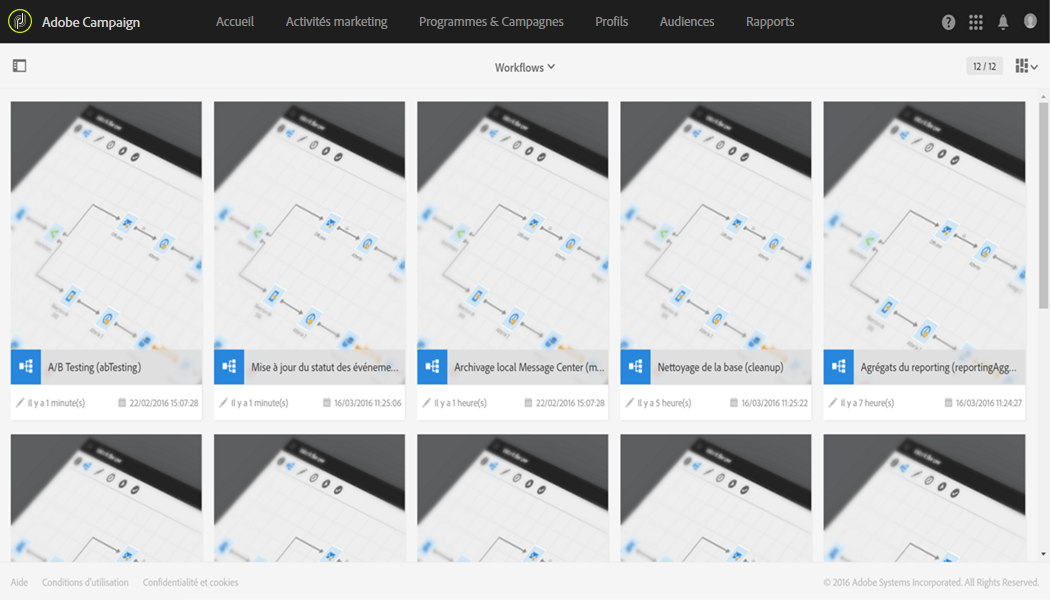 Adobe Campaign
Accueil Activités marketing Programmes & Campagnes Profils Audiences Rapports
Workflows
12 / 12
A/B Testing (abTesting)
Il y a 1 minute(s) 22/02/2016 15:07:28
Mise à jour du statut des événeme...
Il y a 1 minute(s) 16/03/2016 11:25:06
Archivage local Message Center (m...
Il y a 1 heure(s) 22/02/2016 15:07:28
Nettoyage de la base (cleanup)
Il y a 5 heure(s) 16/03/2016 11:25:22
Agrégats du reporting (reportingAgg...
Il y a 7 heure(s) 16/03/2016 11:24:27
Aide Conditions d'utilisation Confidentialité et cookies
© 2016 Adobe Systems Incorporated. All Rights Reserved.